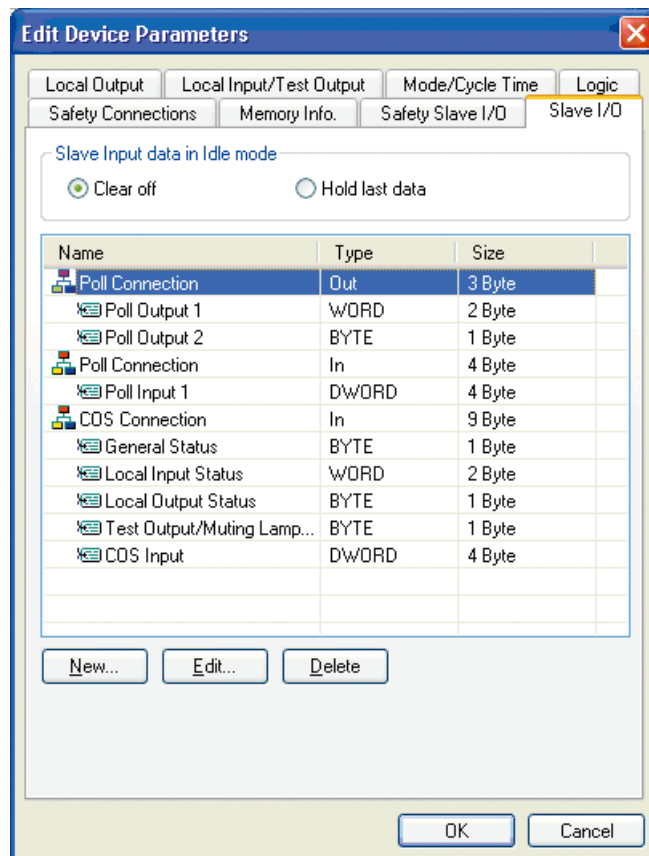 Edit Device Parameters
Local Output Local Input/Test Output Mode/Cycle Time Logic
Safety Connections Memory Info. Safety Slave I/O Slave I/O
Slave Input data in Idle mode
Clear off Hold last data
Name Type Size
Poll Connection Out 3 Byte
Poll Output 1 WORD 2 Byte
Poll Output 2 BYTE 1 Byte
Poll Connection In 4 Byte
Poll Input 1 DWORD 4 Byte
COS Connection In 9 Byte
General Status BYTE 1 Byte
Local Input Status WORD 2 Byte
Local Output Status BYTE 1 Byte
Test Output/Muting Lamp... BYTE 1 Byte
COS Input DWORD 4 Byte
New... Edit... Delete
OK Cancel